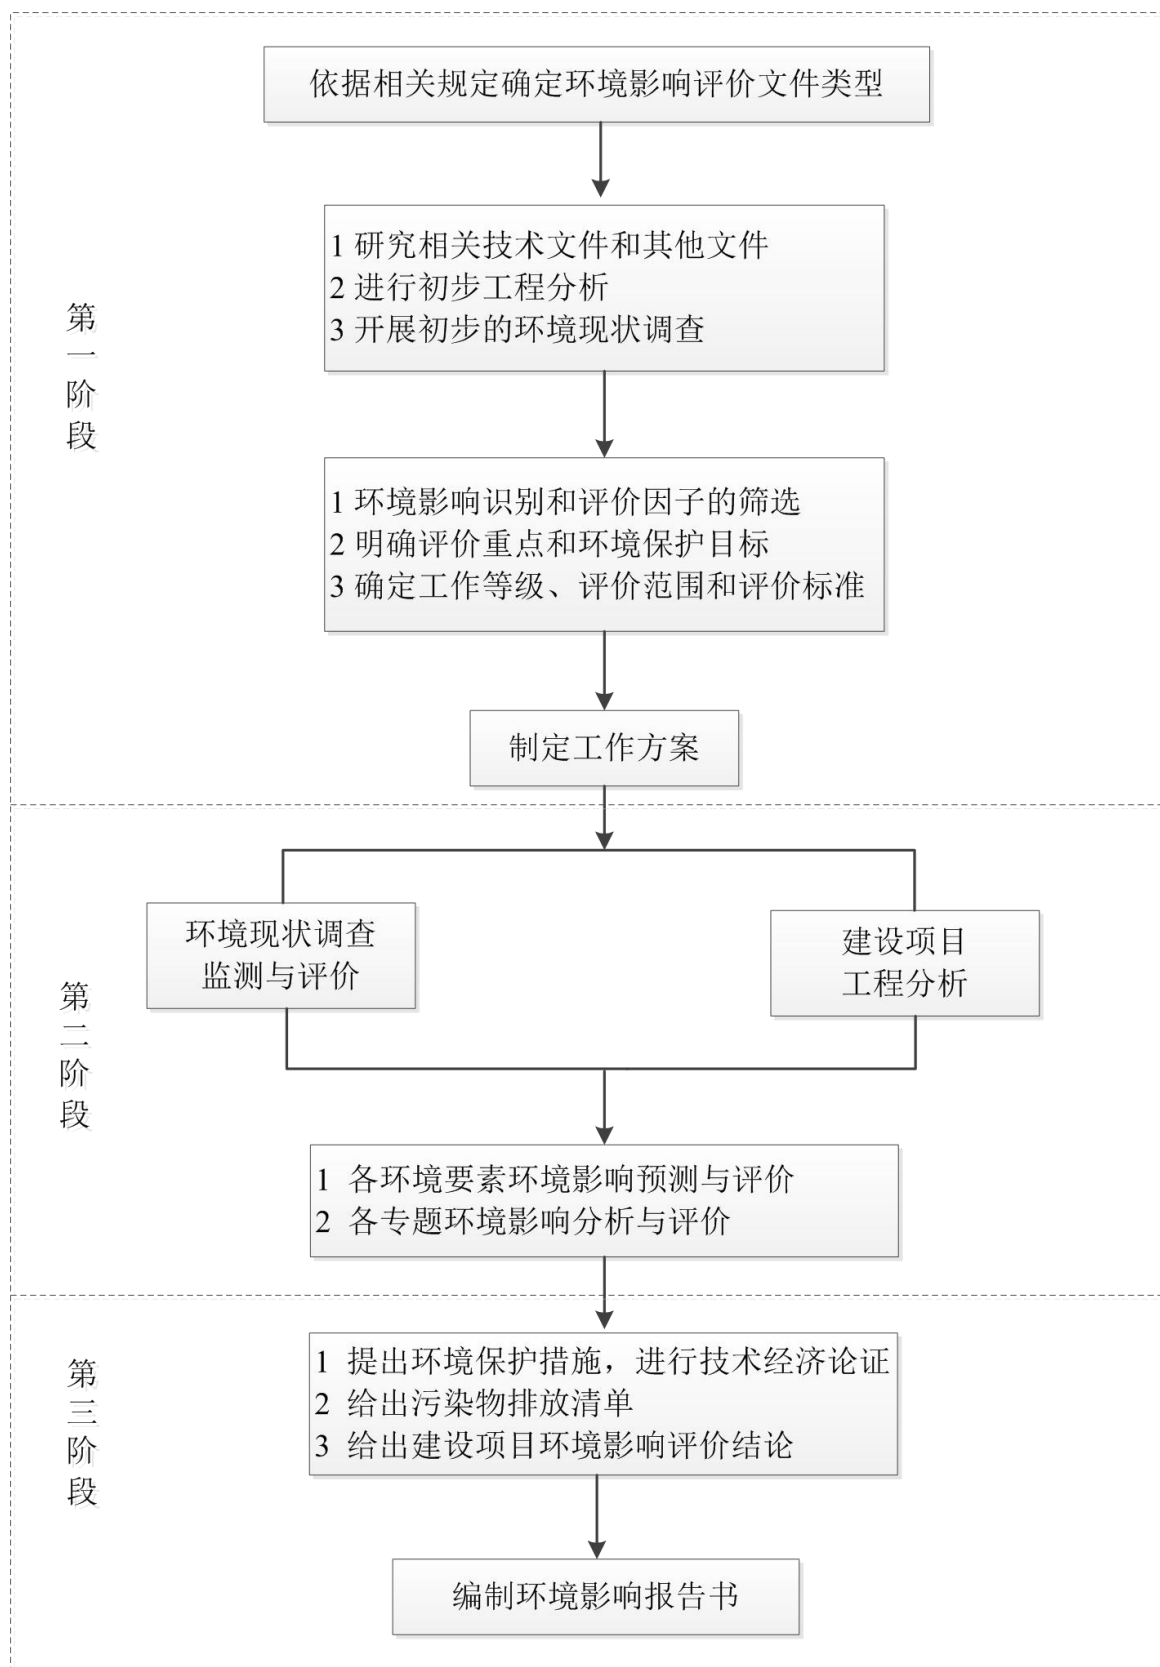 依据相关规定确定环境影响评价文件类型
1 研究相关技术文件和其他文件
2 进行初步工程分析
3 开展初步的环境现状调查
第一阶段
1 环境影响识别和评价因子的筛选
2 明确评价重点和环境保护目标
3 确定工作等级、评价范围和评价标准
制定工作方案
环境现状调查
监测与评价
建设项目
工程分析
第二阶段
1 各环境要素环境影响预测与评价
2 各专题环境影响分析与评价
第三阶段
1 提出环境保护措施，进行技术经济论证
2 给出污染物排放清单
3 给出建设项目环境影响评价结论
编制环境影响报告书